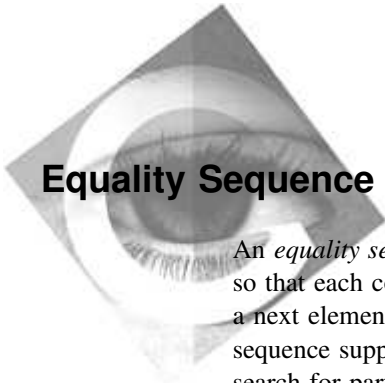 Equality Sequence
An equality se
so that each co
a next elemen
sequence supp
search for par